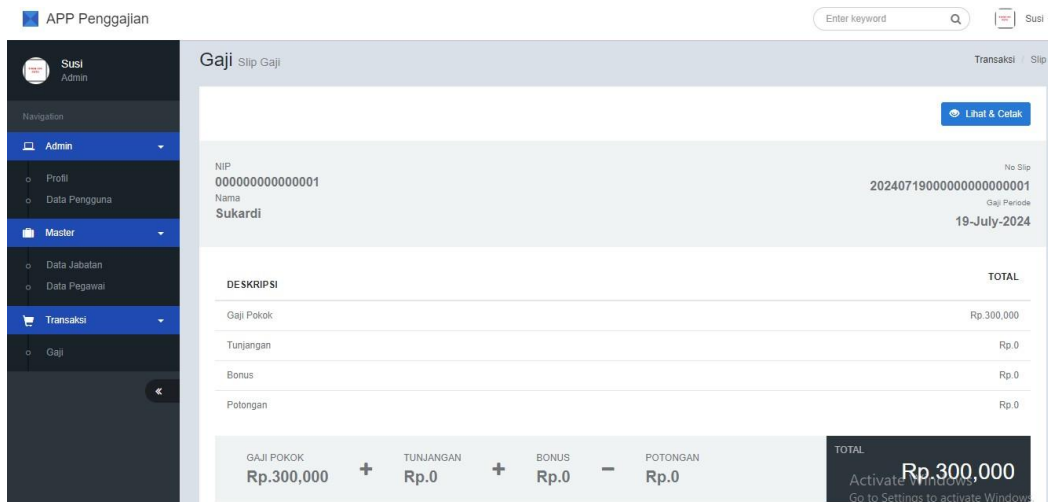 APP Penggajian
Enter keyword
Susi
Susi
Admin
Navigation
Admin
Profil
Data Pengguna
Master
Data Jabatan
Data Pegawai
Transaksi
Gaji
Gaji Slip Gaji
Transaksi / Slip
Lihat & Cetak
NIP
000000000000001
Nama
Sukardi
No Slip
20240719000000000000001
Gaji Periode
19-July-2024
DESKRIPSI TOTAL
Gaji Pokok Rp.300,000
Tunjangan Rp.0
Bonus Rp.0
Potongan Rp.0
GAJI POKOK
Rp.300,000
+
TUNJANGAN
Rp.0
+
BONUS
Rp.0
−
POTONGAN
Rp.0
TOTAL
Rp.300,000
Activate Windows
Go to Settings to activate Windows